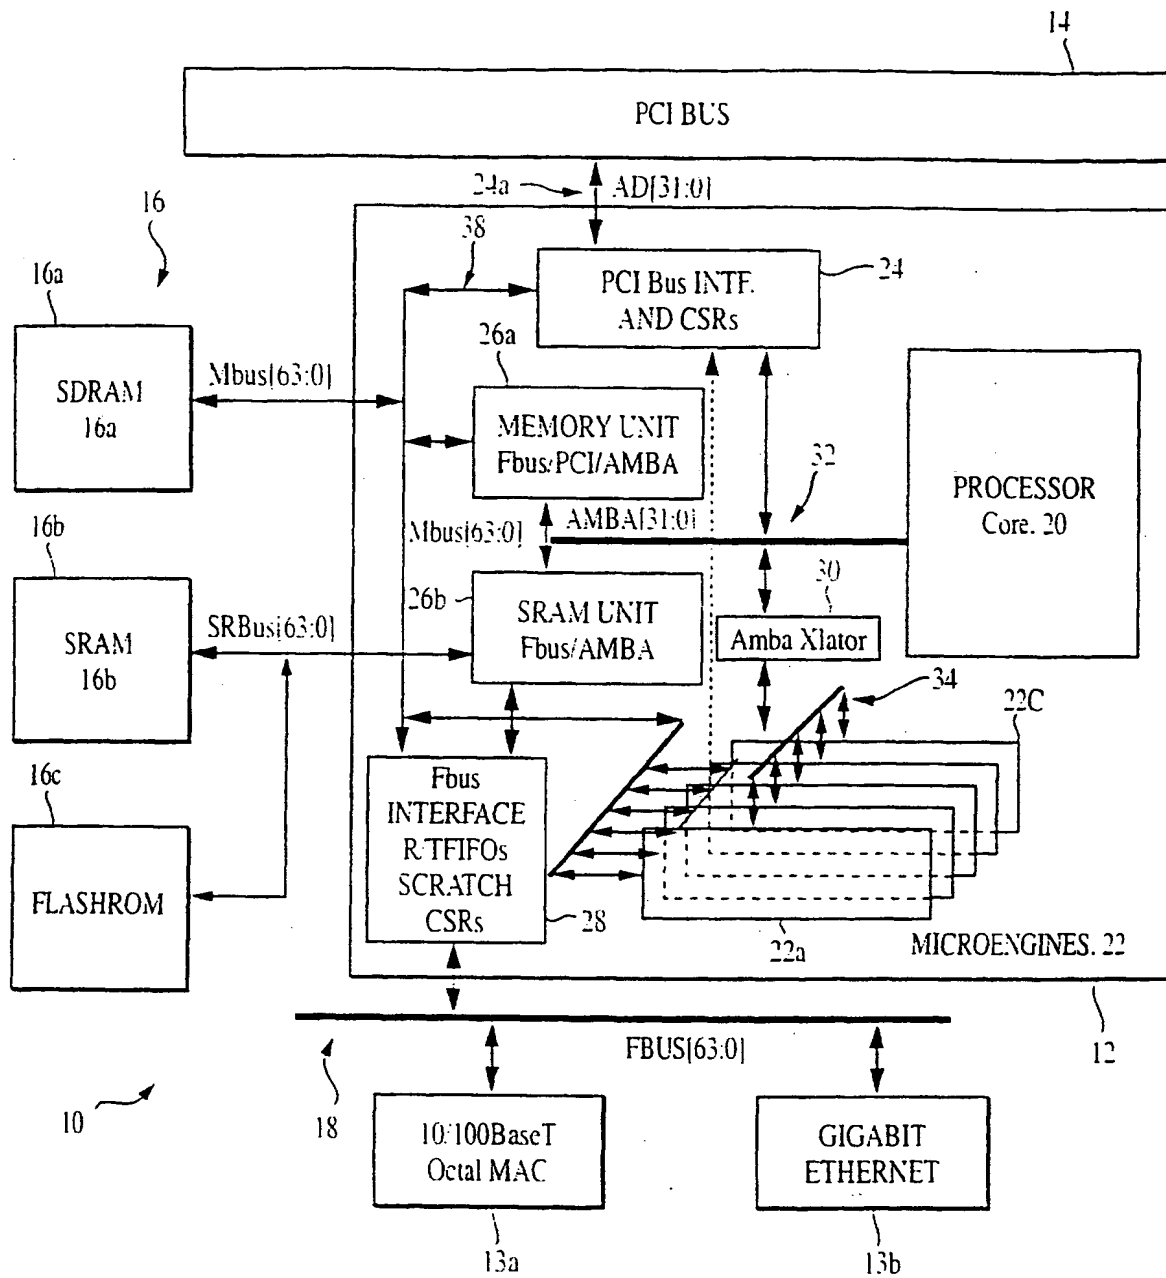 14
PCI BUS
24a
AD[31:0]
16
38
16a
PCI Bus INTF.
AND CSRs
24
26a
SDRAM
16a
Mbus[63:0]
MEMORY UNIT
Fbus/PCI/AMBA
32
PROCESSOR
Core. 20
16b
Mbus[63:0]
AMBA[31:0]
26b
SRAM UNIT
Fbus/AMBA
30
Amba Xlator
SRAM
16b
SRBus[63:0]
34
22C
16c
FLASHROM
Fbus
INTERFACE
R/TFIFOs
SCRATCH
CSRs
28
22a
MICROENGINES. 22
12
FBUS[63:0]
10
18
10/100BaseT
Octal MAC
GIGABIT
ETHERNET
13a
13b